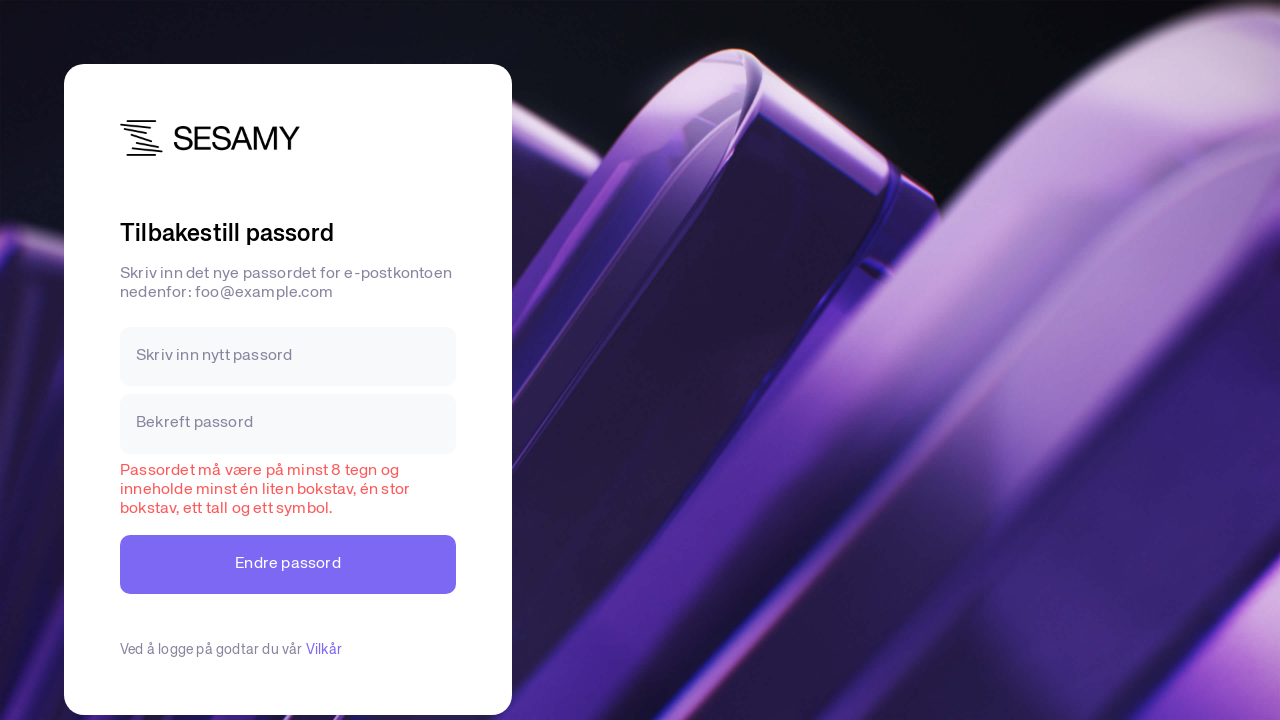 SESAMY
Tilbakestill passord
Skriv inn det nye passordet for e-postkontoen
nedenfor: foo@example.com
Skriv inn nytt passord
Bekreft passord
Passordet må være på minst 8 tegn og
inneholde minst én liten bokstav, én stor
bokstav, ett tall og ett symbol.
Endre passord
Ved å logge på godtar du vår Vilkår